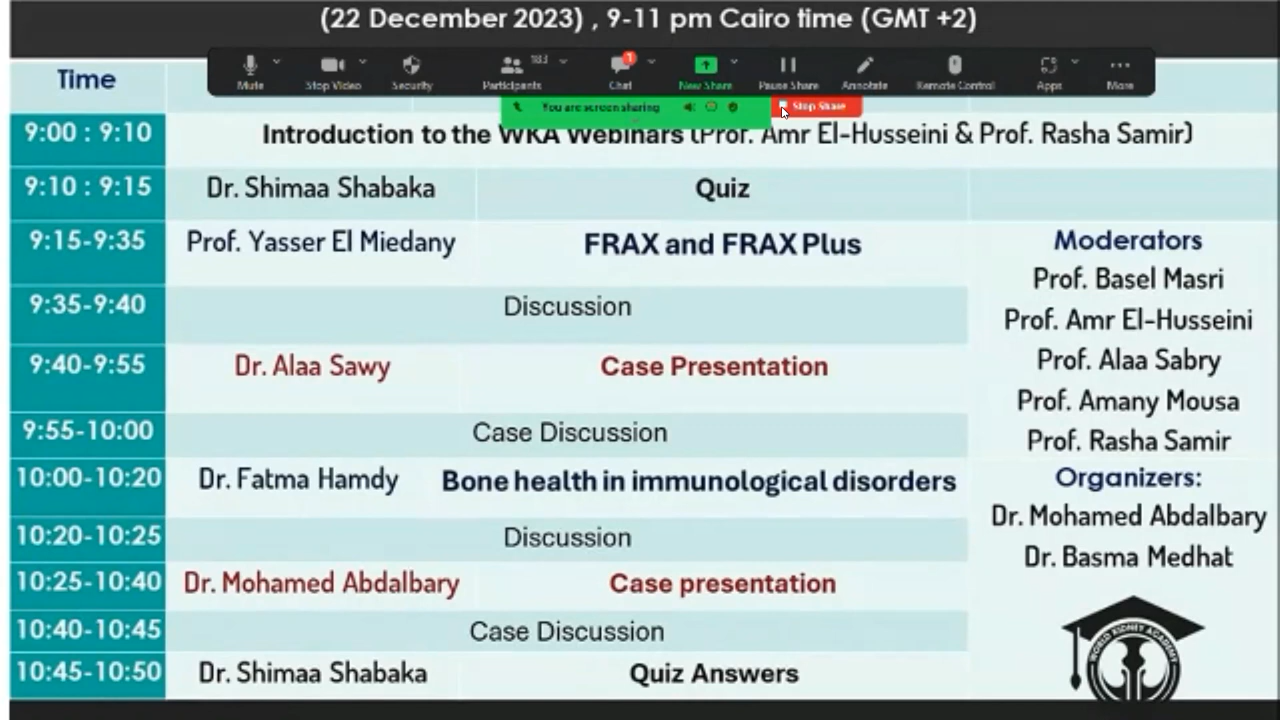 (22 December 2023) , 9-11 pm Cairo time (GMT +2)
Mute Stop Video Security Participants 183 Chat 1 New Share Pause Share Annotate Remote Control Apps More
You are screen sharing Stop Share
Time
9:00 : 9:10 Introduction to the WKA Webinars (Prof. Amr El-Husseini & Prof. Rasha Samir)
9:10 : 9:15 Dr. Shimaa Shabaka Quiz
9:15-9:35 Prof. Yasser El Miedany FRAX and FRAX Plus
9:35-9:40 Discussion
9:40-9:55 Dr. Alaa Sawy Case Presentation
9:55-10:00 Case Discussion
10:00-10:20 Dr. Fatma Hamdy Bone health in immunological disorders
10:20-10:25 Discussion
10:25-10:40 Dr. Mohamed Abdalbary Case presentation
10:40-10:45 Case Discussion
10:45-10:50 Dr. Shimaa Shabaka Quiz Answers
Moderators
Prof. Basel Masri
Prof. Amr El-Husseini
Prof. Alaa Sabry
Prof. Amany Mousa
Prof. Rasha Samir
Organizers:
Dr. Mohamed Abdalbary
Dr. Basma Medhat
WORLD KIDNEY ACADEMY